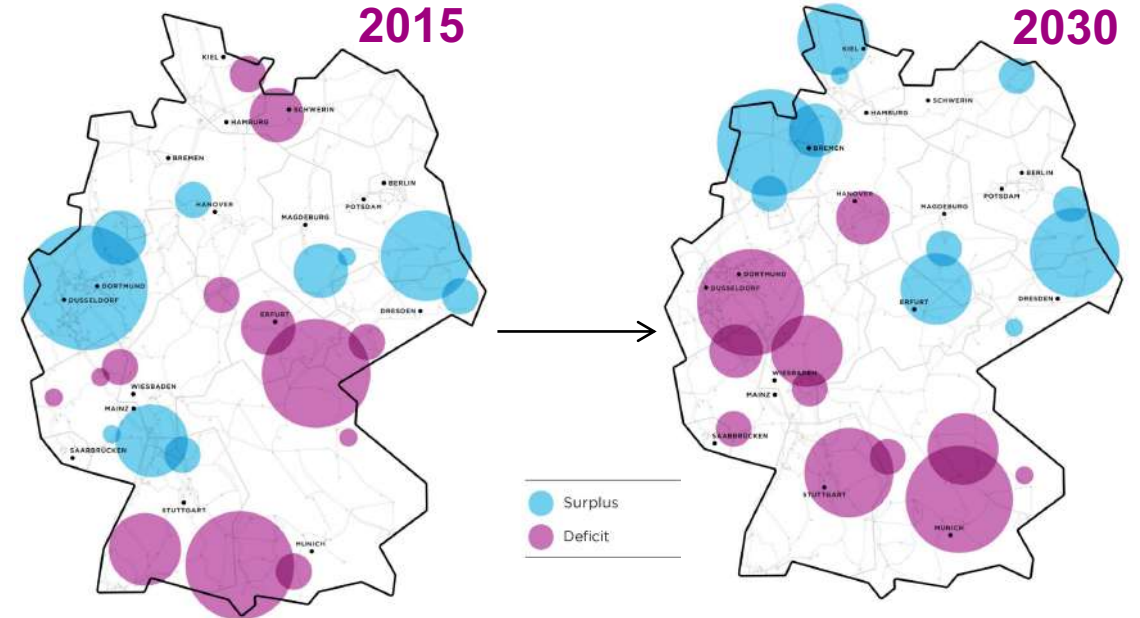 2015
KIEL
SCHWERIN
HAMBURG
BREMEN
BERLIN
HANOVER
POTSDAM
MAGDEBURG
DORTMUND
DUSSELDORF
ERFURT
DRESDEN
WIESBADEN
MAINZ
SAARBRÜCKEN
STUTTGART
MUNICH
2030
KIEL
SCHWERIN
HAMBURG
BREMEN
BERLIN
HANOVER
POTSDAM
MAGDEBURG
DORTMUND
DUSSELDORF
ERFURT
DRESDEN
WIESBADEN
MAINZ
SAARBRÜCKEN
STUTTGART
MUNICH
Surplus
Deficit